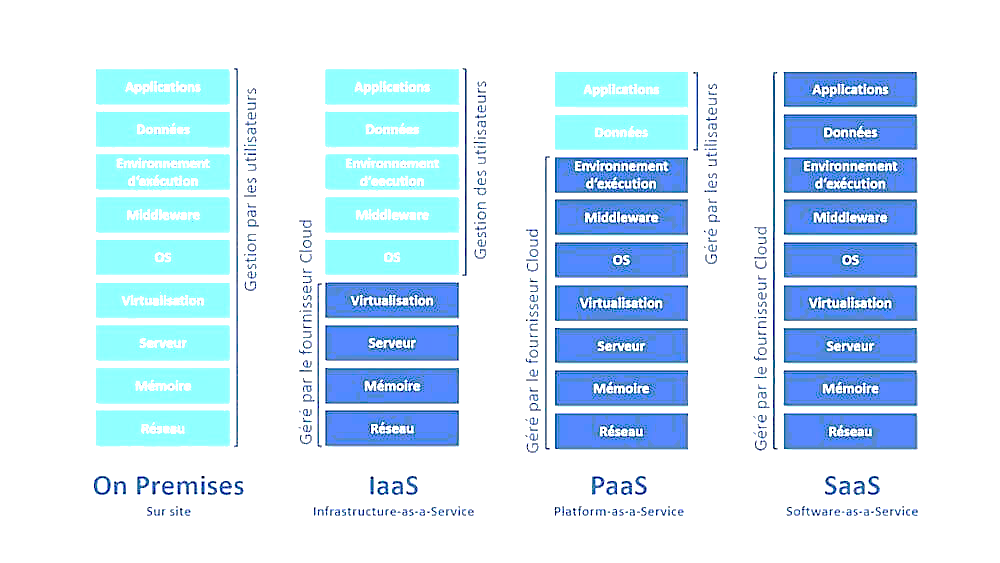 Applications
Données
Environnement
d'exécution
Middleware
OS
Virtualisation
Serveur
Mémoire
Réseau
Gestion par les utilisateurs
On Premises
Sur site
Applications
Données
Environnement
d'execution
Middleware
OS
Virtualisation
Serveur
Mémoire
Réseau
Gestion des utilisateurs
Géré par le fournisseur Cloud
IaaS
Infrastructure-as-a-Service
Applications
Données
Environnement
d'exécution
Middleware
OS
Virtualisation
Serveur
Mémoire
Réseau
Géré par les utilisateurs
Géré par le fournisseur Cloud
PaaS
Platform-as-a-Service
Applications
Données
Environnement
d'exécution
Middleware
OS
Virtualisation
Serveur
Mémoire
Réseau
Géré par le fournisseur Cloud
SaaS
Software-as-a-Service